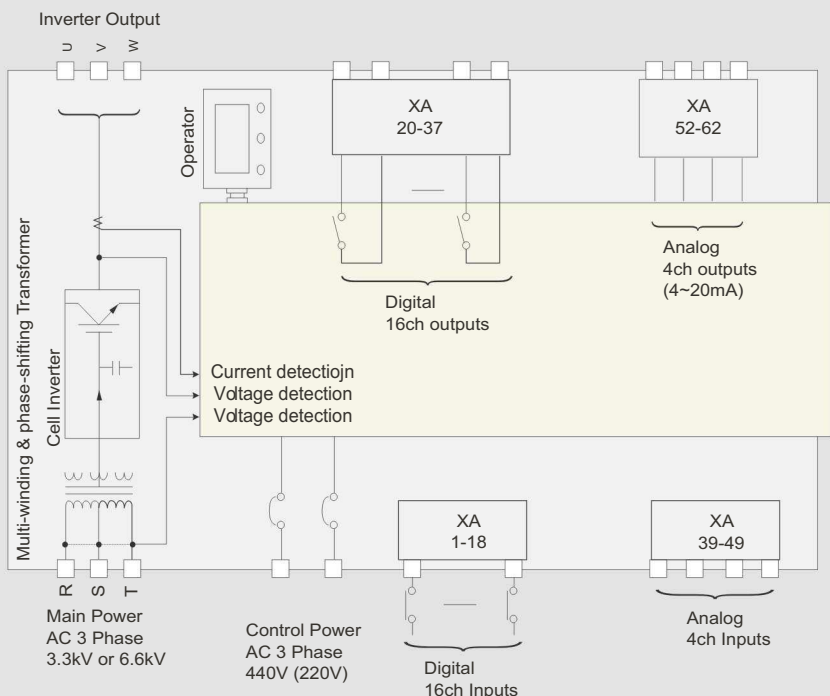 Inverter Output
U
V
W
Operator
XA
20-37
XA
52-62
Analog
4ch outputs
(4~20mA)
Digital
16ch outputs
Multi-winding & phase-shifting Transformer
Cell Inverter
Current detectiojn
Voltage detection
Voltage detection
XA
1-18
XA
39-49
R
S
T
Main Power
AC 3 Phase
3.3kV or 6.6kV
Control Power
AC 3 Phase
440V (220V)
Digital
16ch Inputs
Analog
4ch Inputs